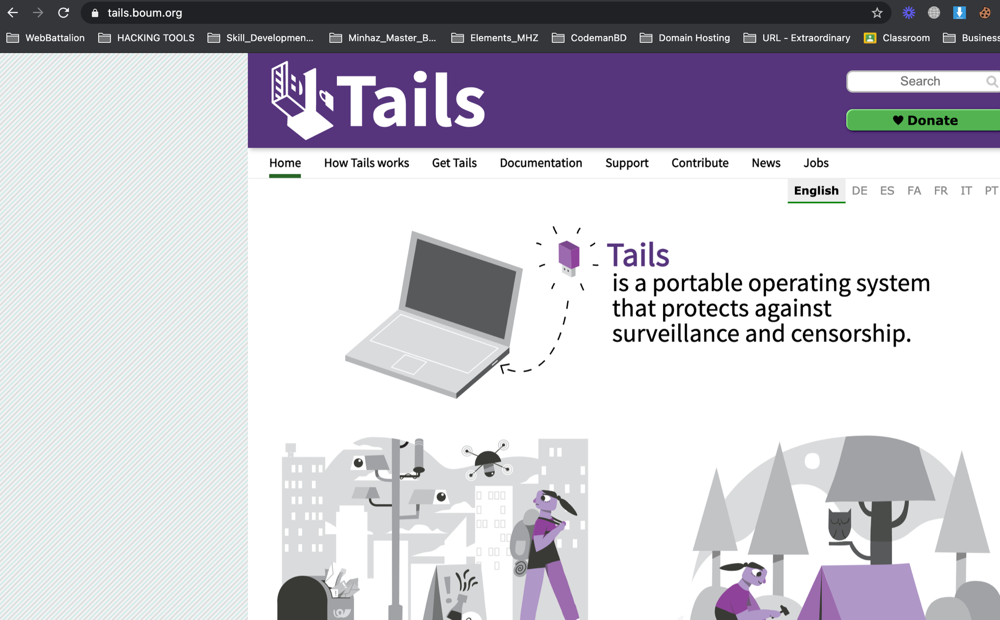 tails.boum.org
WebBattalion HACKING TOOLS Skill_Developmen... Minhaz_Master_B... Elements_MHZ CodemanBD Domain Hosting URL - Extraordinary Classroom Business
Tails
Search
♥ Donate
Home How Tails works Get Tails Documentation Support Contribute News Jobs
English DE ES FA FR IT PT
Tails
is a portable operating system
that protects against
surveillance and censorship.